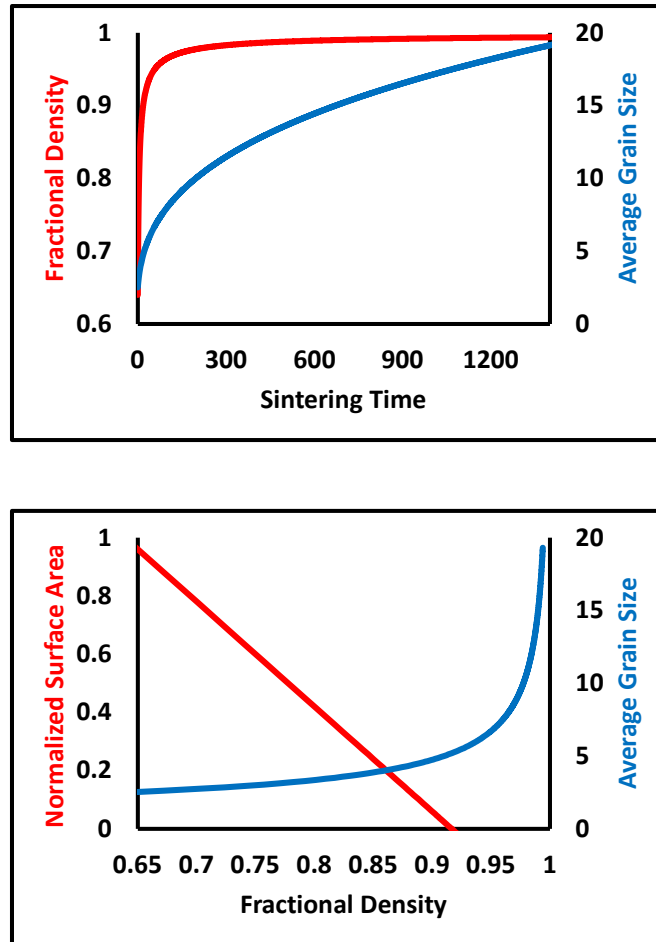 Fractional Density
1
0.9
0.8
0.7
0.6
20
15
10
5
0
Average Grain Size
0 300 600 900 1200
Sintering Time
Normalized Surface Area
1
0.8
0.6
0.4
0.2
0
20
15
10
5
0
Average Grain Size
0.65 0.7 0.75 0.8 0.85 0.9 0.95 1
Fractional Density